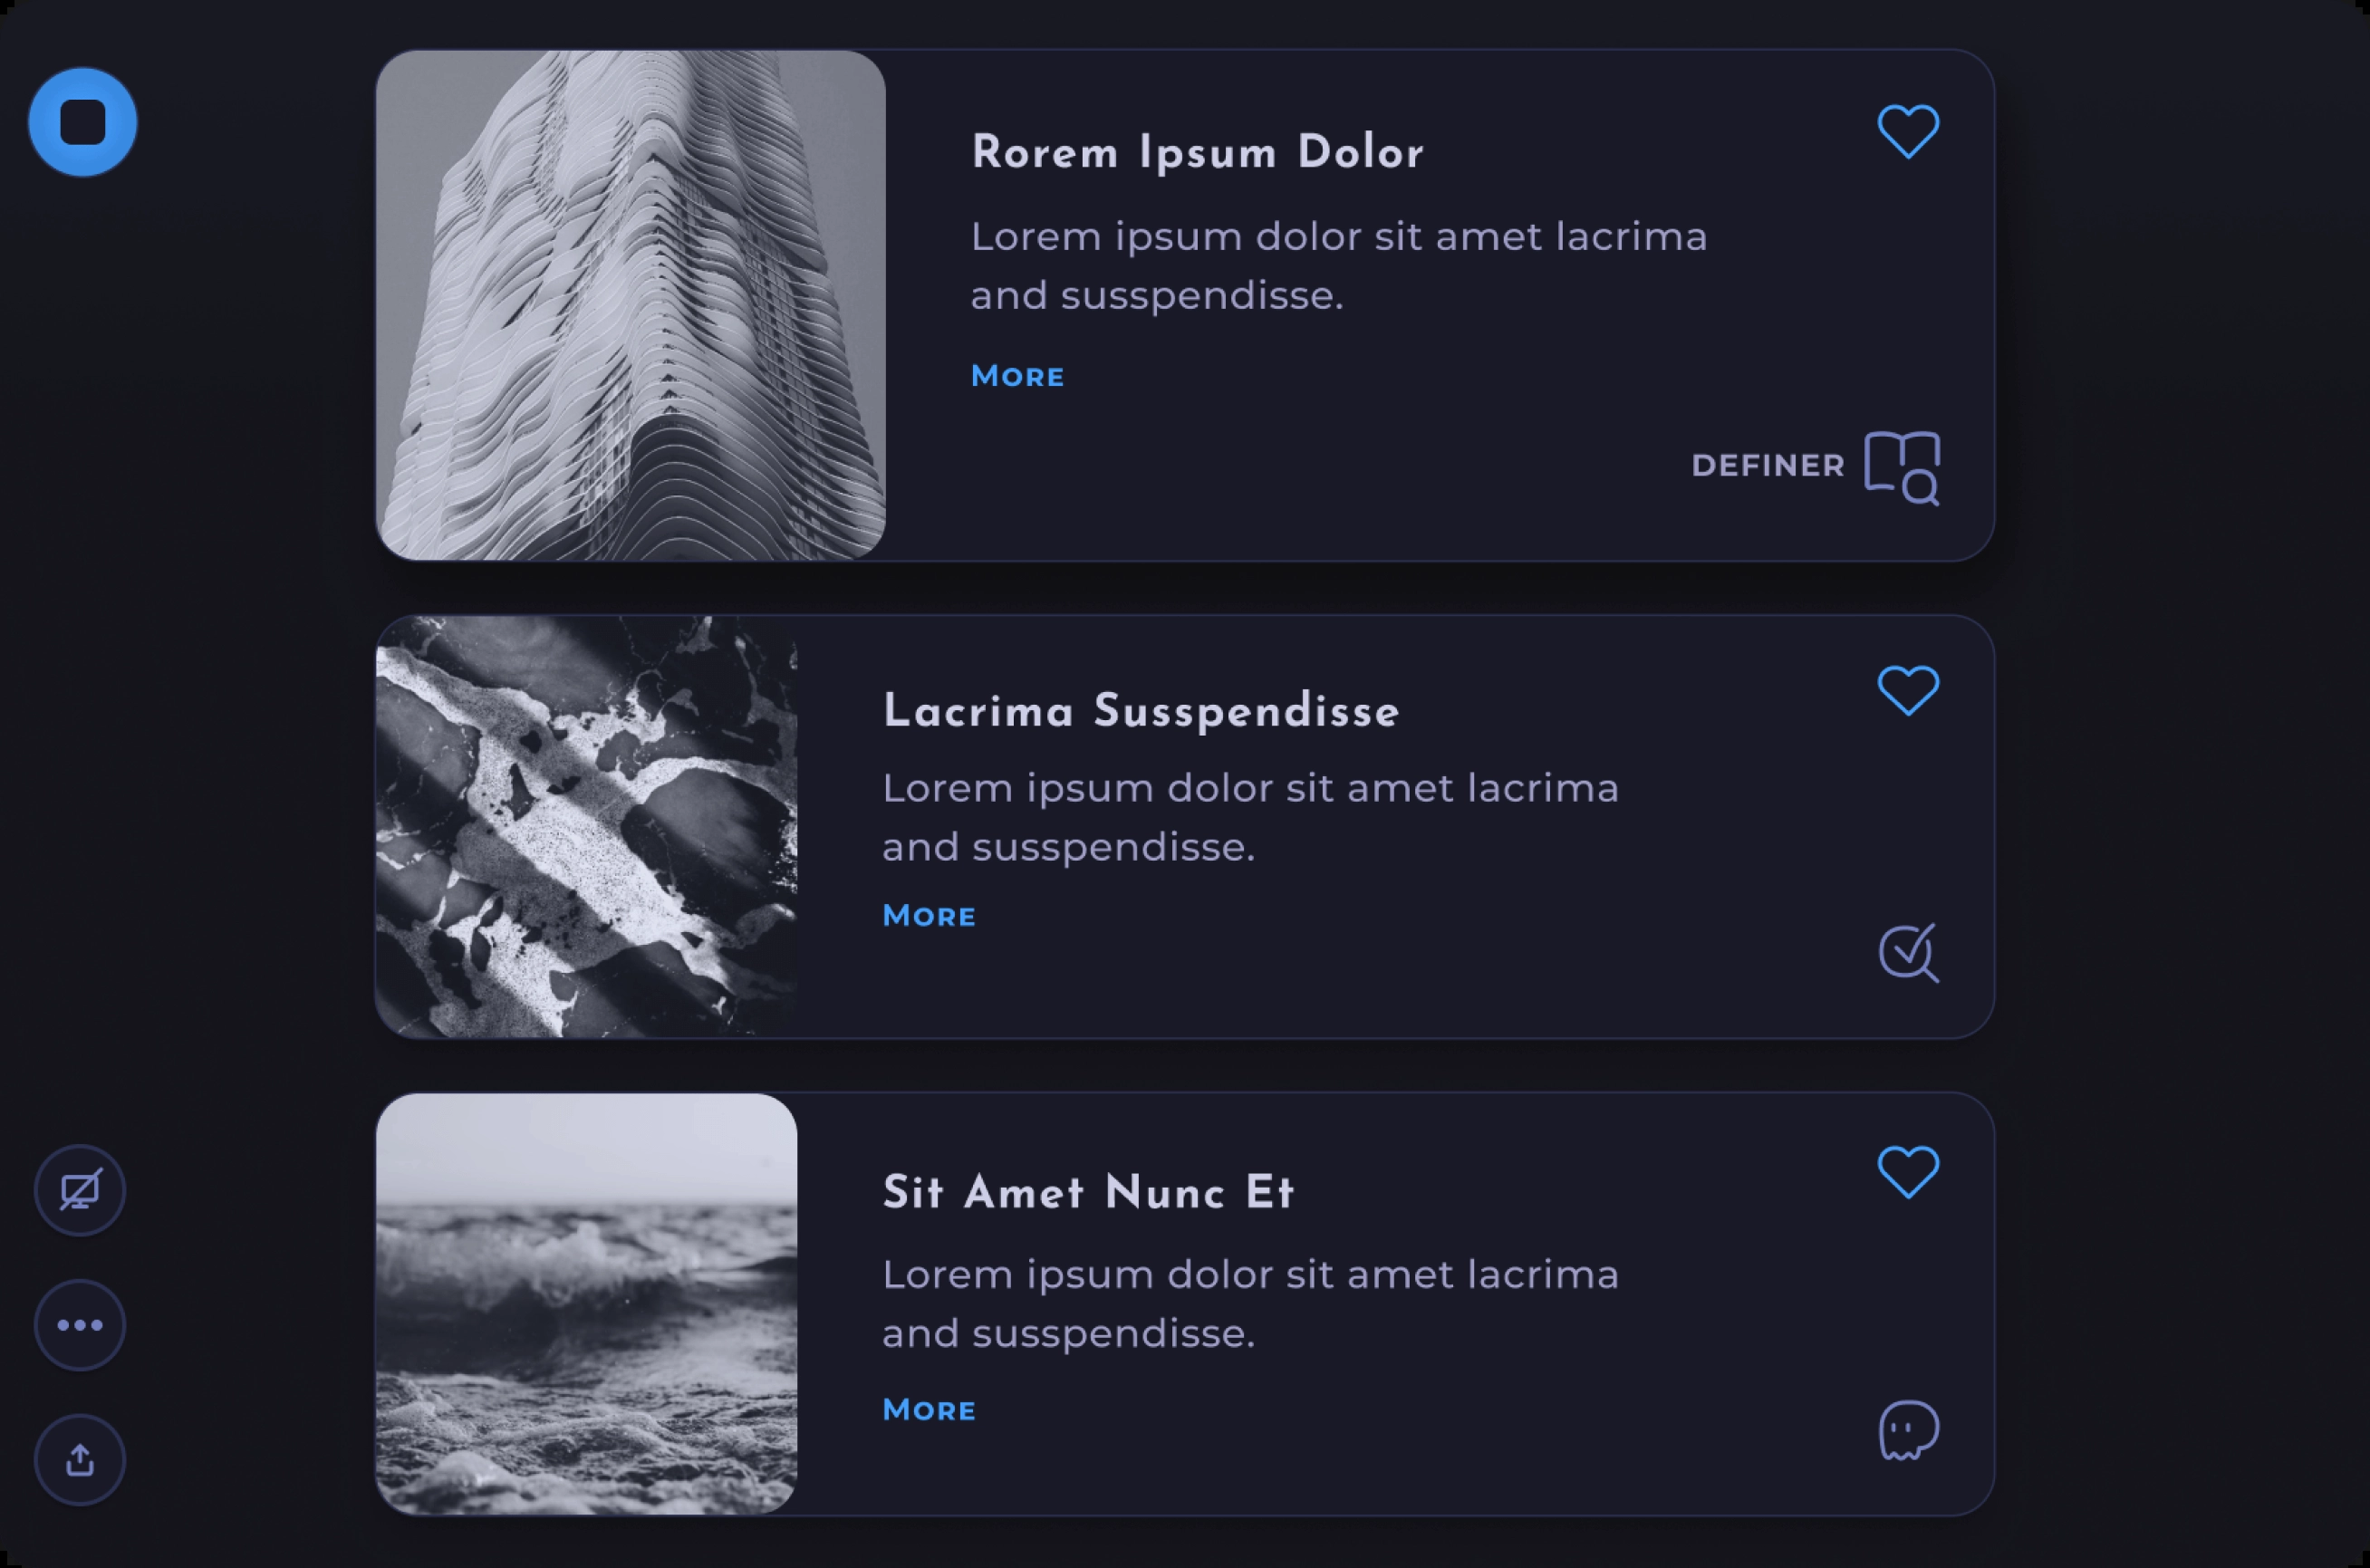 Rorem Ipsum Dolor
Lorem ipsum dolor sit amet lacrima
and susspendisse.
More
DEFINER
Lacrima Susspendisse
Lorem ipsum dolor sit amet lacrima
and susspendisse.
More
Sit Amet Nunc Et
Lorem ipsum dolor sit amet lacrima
and susspendisse.
More